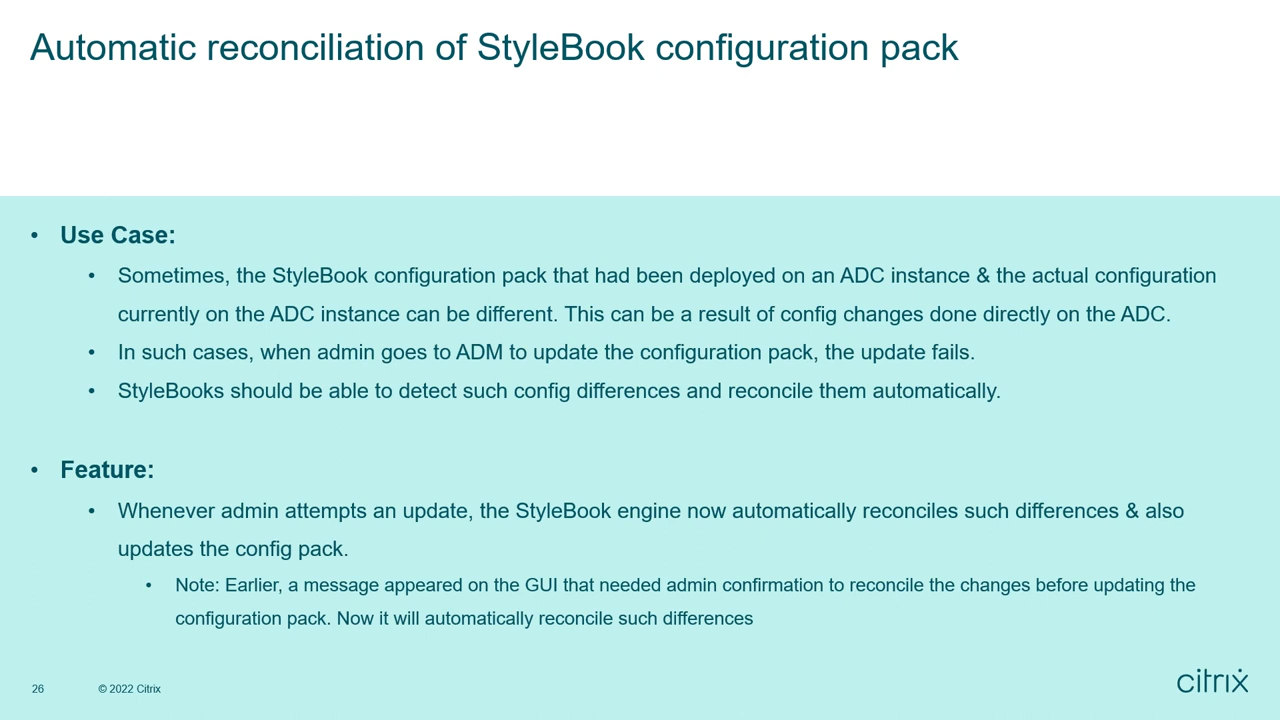 Automatic reconciliation of StyleBook configuration pack
• Use Case:
• Sometimes, the StyleBook configuration pack that had been deployed on an ADC instance & the actual configuration
currently on the ADC instance can be different. This can be a result of config changes done directly on the ADC.
• In such cases, when admin goes to ADM to update the configuration pack, the update fails.
• StyleBooks should be able to detect such config differences and reconcile them automatically.
• Feature:
• Whenever admin attempts an update, the StyleBook engine now automatically reconciles such differences & also
updates the config pack.
• Note: Earlier, a message appeared on the GUI that needed admin confirmation to reconcile the changes before updating the
configuration pack. Now it will automatically reconcile such differences
26 © 2022 Citrix
citrix